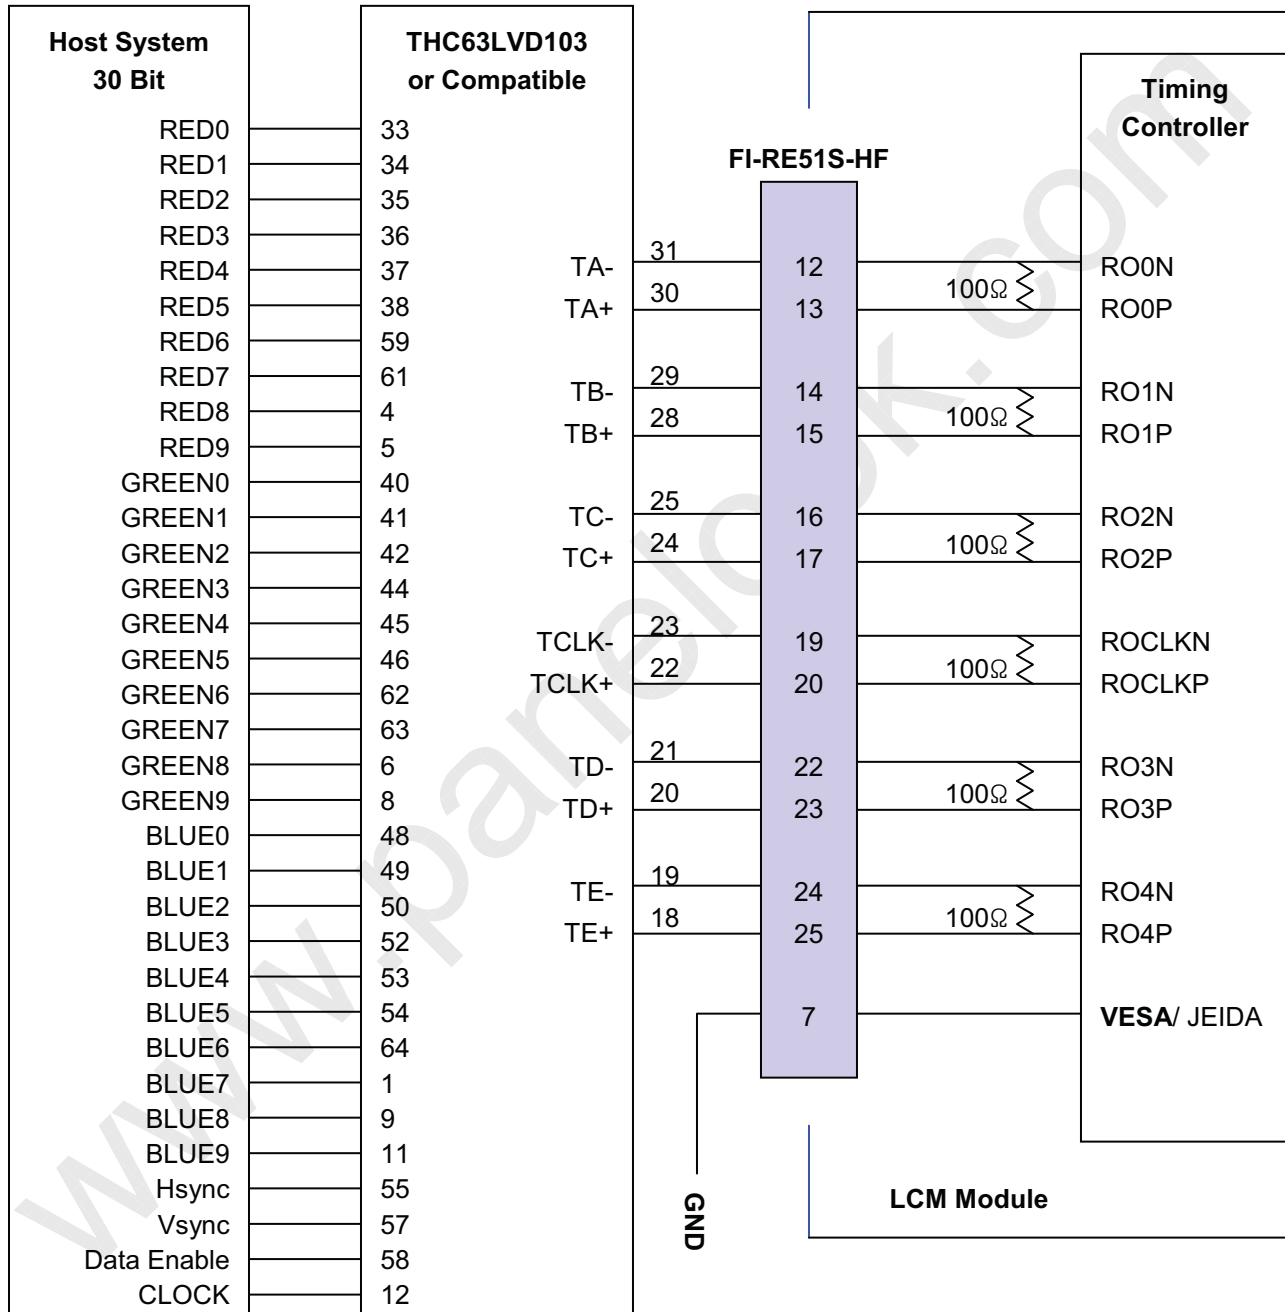 Host System
30 Bit
RED0
RED1
RED2
RED3
RED4
RED5
RED6
RED7
RED8
RED9
GREEN0
GREEN1
GREEN2
GREEN3
GREEN4
GREEN5
GREEN6
GREEN7
GREEN8
GREEN9
BLUE0
BLUE1
BLUE2
BLUE3
BLUE4
BLUE5
BLUE6
BLUE7
BLUE8
BLUE9
Hsync
Vsync
Data Enable
CLOCK
THC63LVD103
or Compatible
33
34
35
36
37
38
59
61
4
5
40
41
42
44
45
46
62
63
6
8
48
49
50
52
53
54
64
1
9
11
55
57
58
12
TA-
TA+
TB-
TB+
TC-
TC+
TCLK-
TCLK+
TD-
TD+
TE-
TE+
31
30
29
28
25
24
23
22
21
20
19
18
GND
FI-RE51S-HF
12
13
14
15
16
17
19
20
22
23
24
25
7
100Ω
100Ω
100Ω
100Ω
100Ω
100Ω
LCM Module
Timing
Controller
RO0N
RO0P
RO1N
RO1P
RO2N
RO2P
ROCLKN
ROCLKP
RO3N
RO3P
RO4N
RO4P
VESA/ JEIDA
www.panelook.com